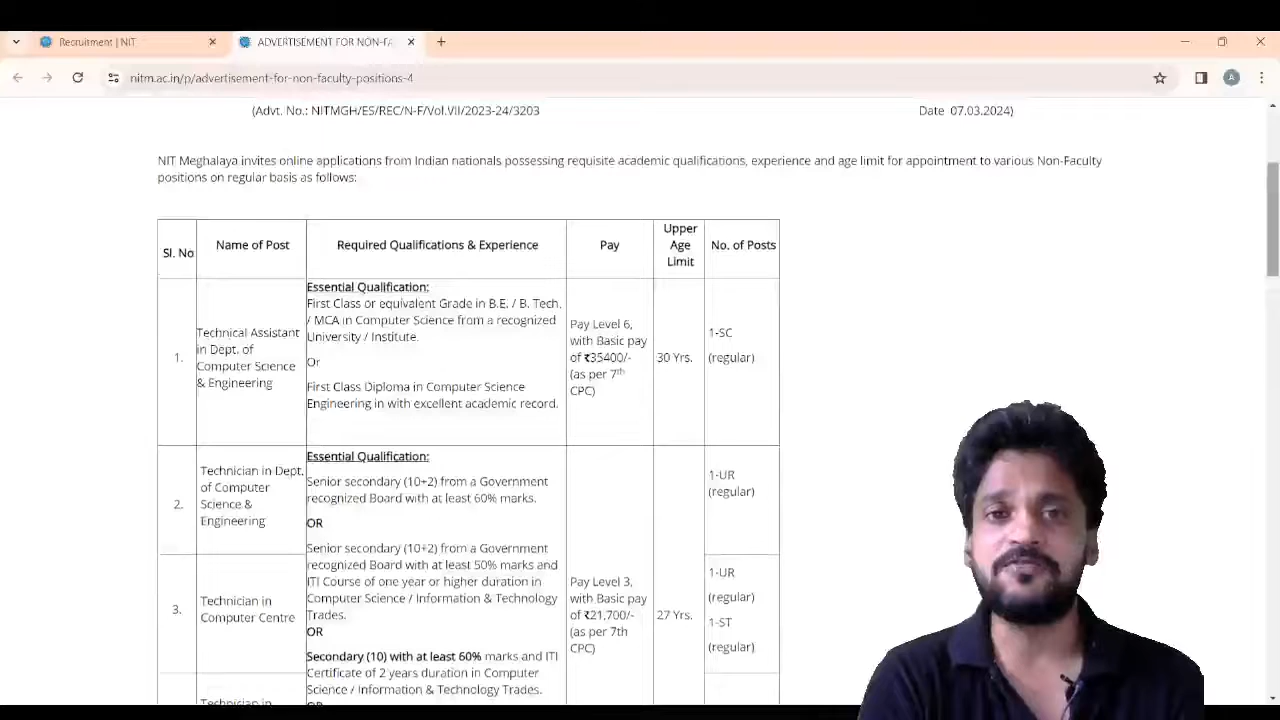 Recruitment | NIT
ADVERTISEMENT FOR NON-FA
nitm.ac.in/p/advertisement-for-non-faculty-positions-4
A
(Advt. No.: NITMGH/ES/REC/N-F/Vol.VII/2023-24/3203
Date 07.03.2024)
NIT Meghalaya invites online applications from Indian nationals possessing requisite academic qualifications, experience and age limit for appointment to various Non-Faculty
positions on regular basis as follows:
Sl. No
Name of Post
Required Qualifications & Experience
Pay
Upper
Age
Limit
No. of Posts
1.
Technical Assistant
in Dept. of
Computer Science
& Engineering
Essential Qualification:
First Class or equivalent Grade in B.E. / B. Tech.
/ MCA in Computer Science from a recognized
University / Institute.
Or
First Class Diploma in Computer Science
Engineering in with excellent academic record.
Pay Level 6,
with Basic pay
of ₹35400/-
(as per 7th
CPC)
30 Yrs.
1-SC
(regular)
2.
Technician in Dept.
of Computer
Science &
Engineering
Essential Qualification:
Senior secondary (10+2) from a Government
recognized Board with at least 60% marks.
OR
Senior secondary (10+2) from a Government
recognized Board with at least 50% marks and
ITI Course of one year or higher duration in
Computer Science / Information & Technology
Trades.
OR
Secondary (10) with at least 60% marks and ITI
Certificate of 2 years duration in Computer
Science / Information & Technology Trades.
OR
Pay Level 3,
with Basic pay
of ₹21,700/-
(as per 7th
CPC)
27 Yrs.
1-UR
(regular)
3.
Technician in
Computer Centre
1-UR
(regular)
1-ST
(regular)
Technician in